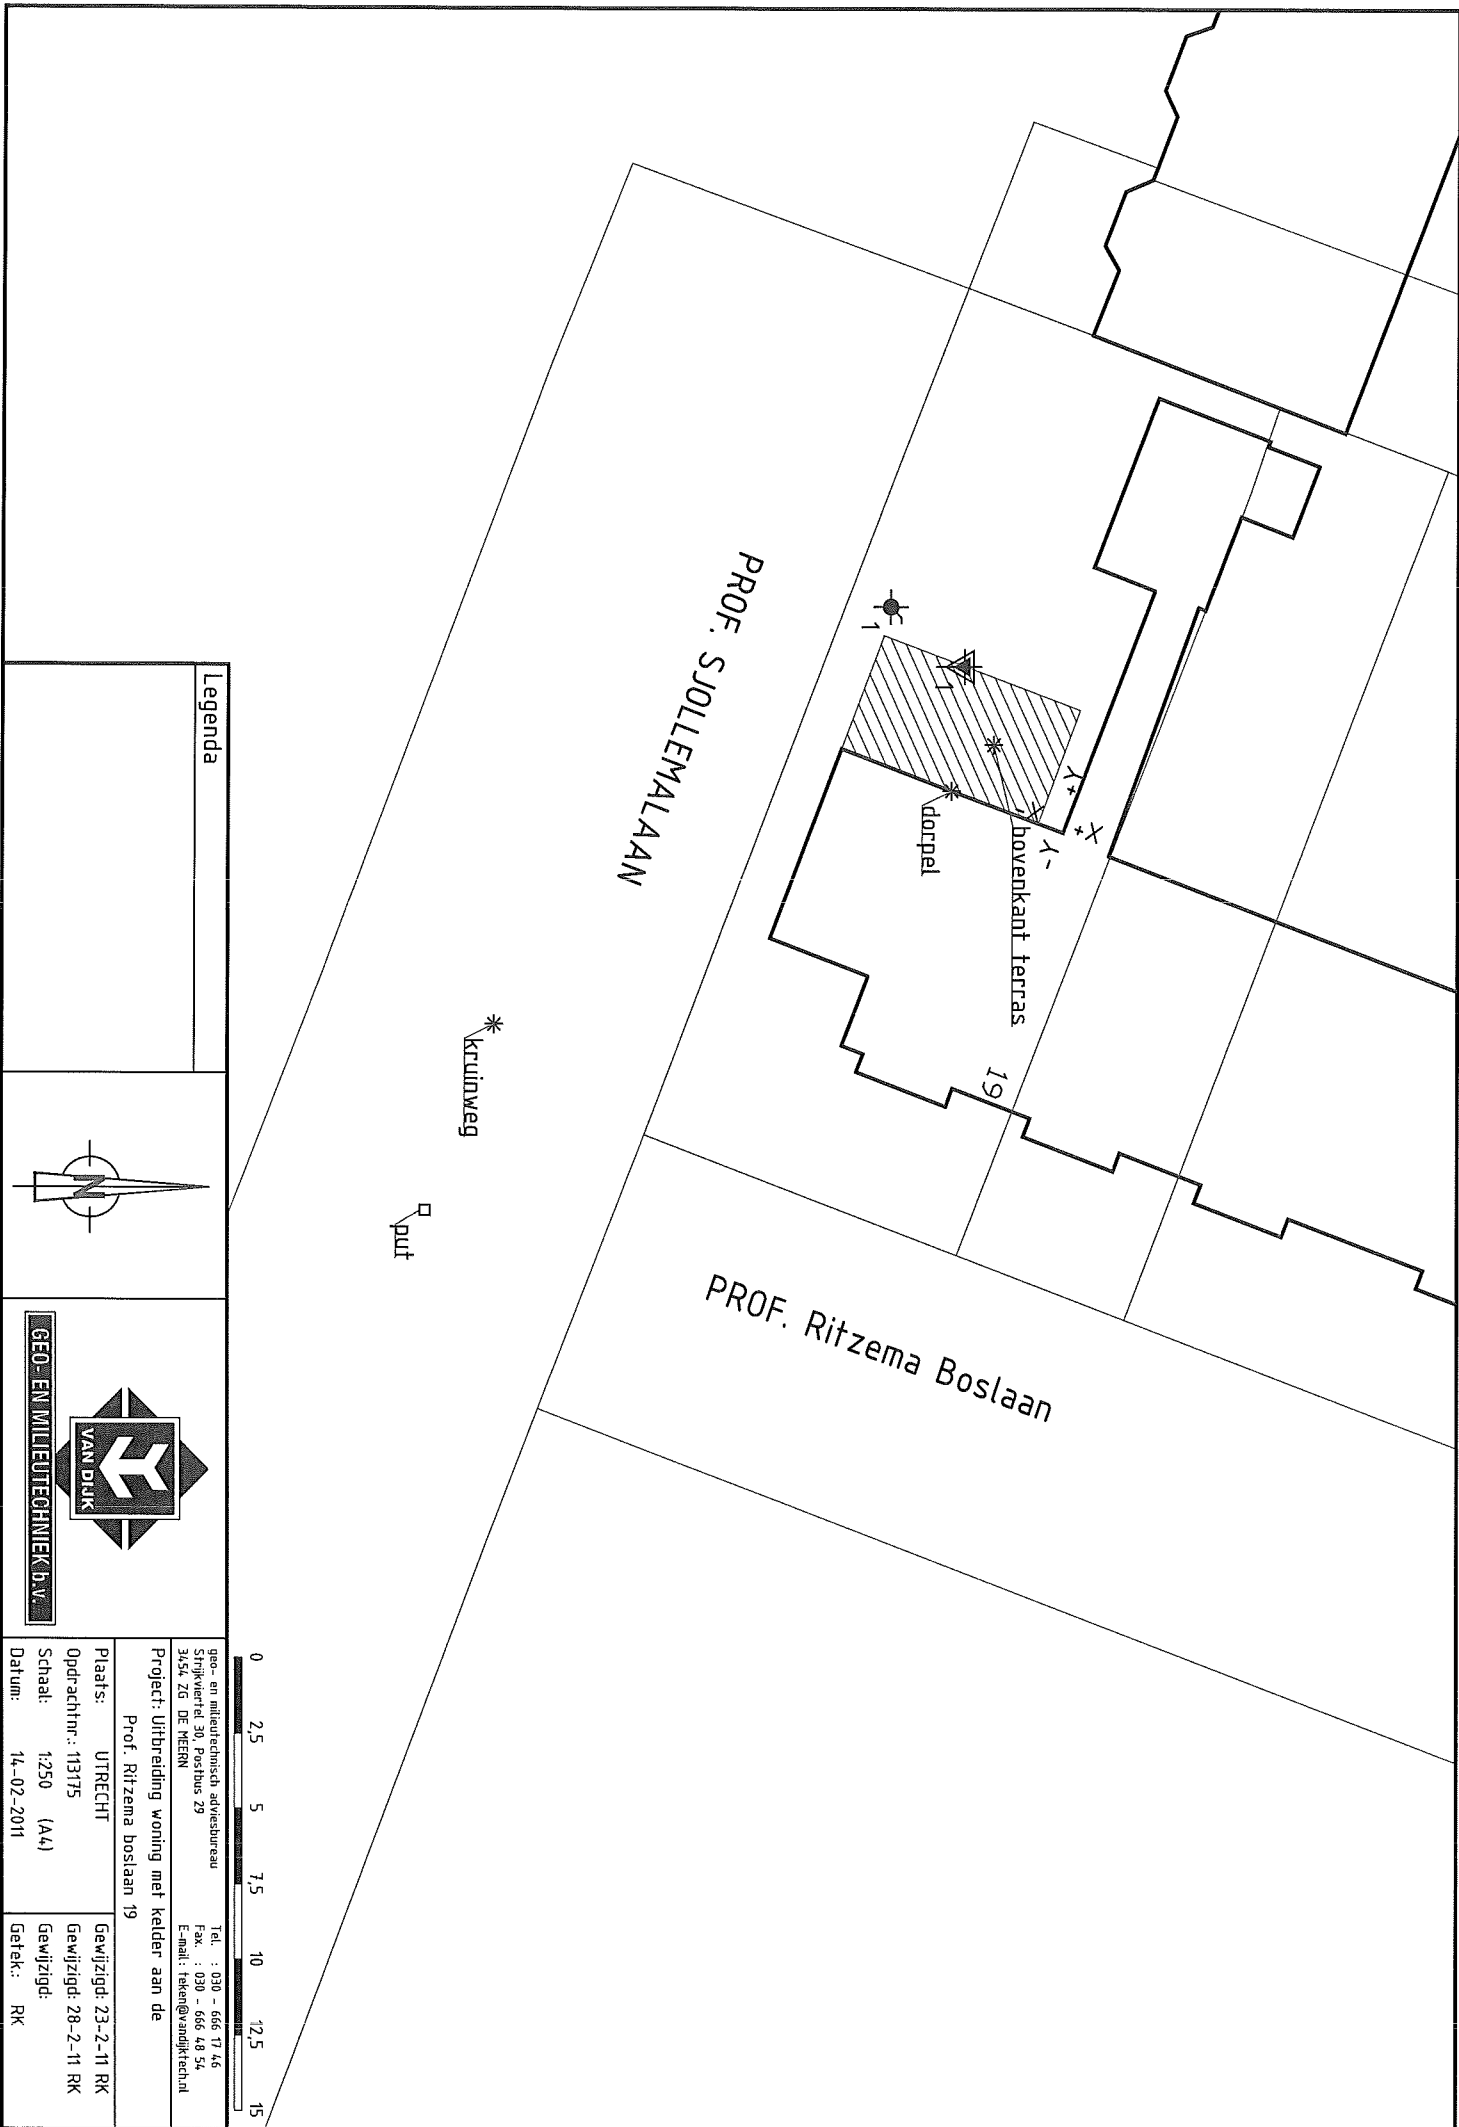 PROF. SJOLLEMALAAN
PROF. Ritzema Boslaan
19
1
1
Y+
X+
X-
Y-
bovenkant terras
dorpel
kruinweg
put
Legenda
N
VAN DIJK
GEO- EN MILIEUTECHNIEK b.v.
0 2,5 5 7,5 10 12,5 15
geo- en milieutechnisch adviesbureau
Strijkviertel 30, Postbus 29
3454 ZG DE MEERN
Tel. : 030 - 666 17 46
Fax. : 030 - 666 48 54
E-mail: teken@vandijktech.nl
Project: Uitbreiding woning met kelder aan de
Prof. Ritzema boslaan 19
Plaats: UTRECHT
Opdrachtnr.: 113175
Schaal: 1:250 (A4)
Datum: 14-02-2011
Gewijzigd: 23-2-11 RK
Gewijzigd: 28-2-11 RK
Gewijzigd:
Getek.: RK